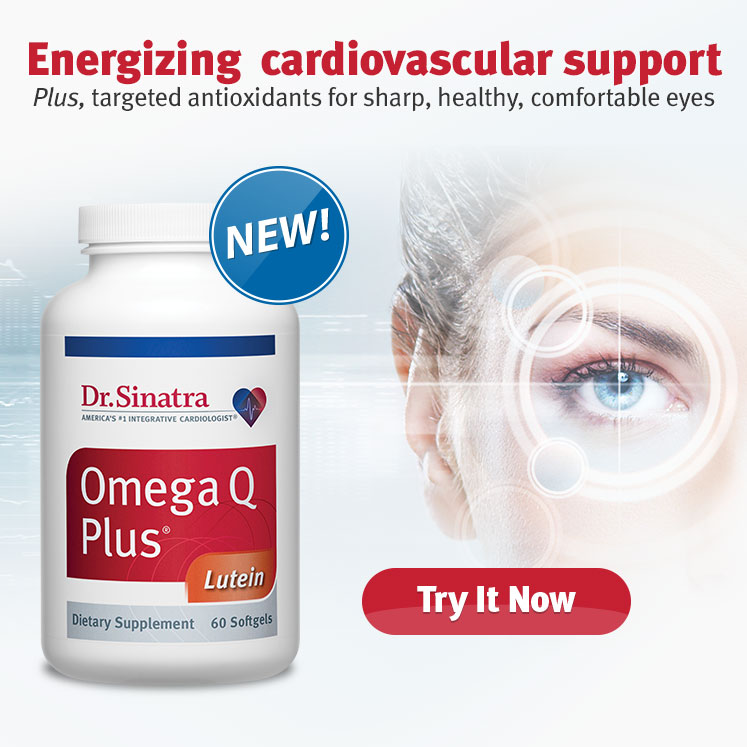 Energizing cardiovascular support
Plus, targeted antioxidants for sharp, healthy, comfortable eyes
NEW!
Dr. Sinatra
AMERICA'S #1 INTEGRATIVE CARDIOLOGIST®
Omega Q
Plus®
Lutein
Dietary Supplement 60 Softgels
Try It Now